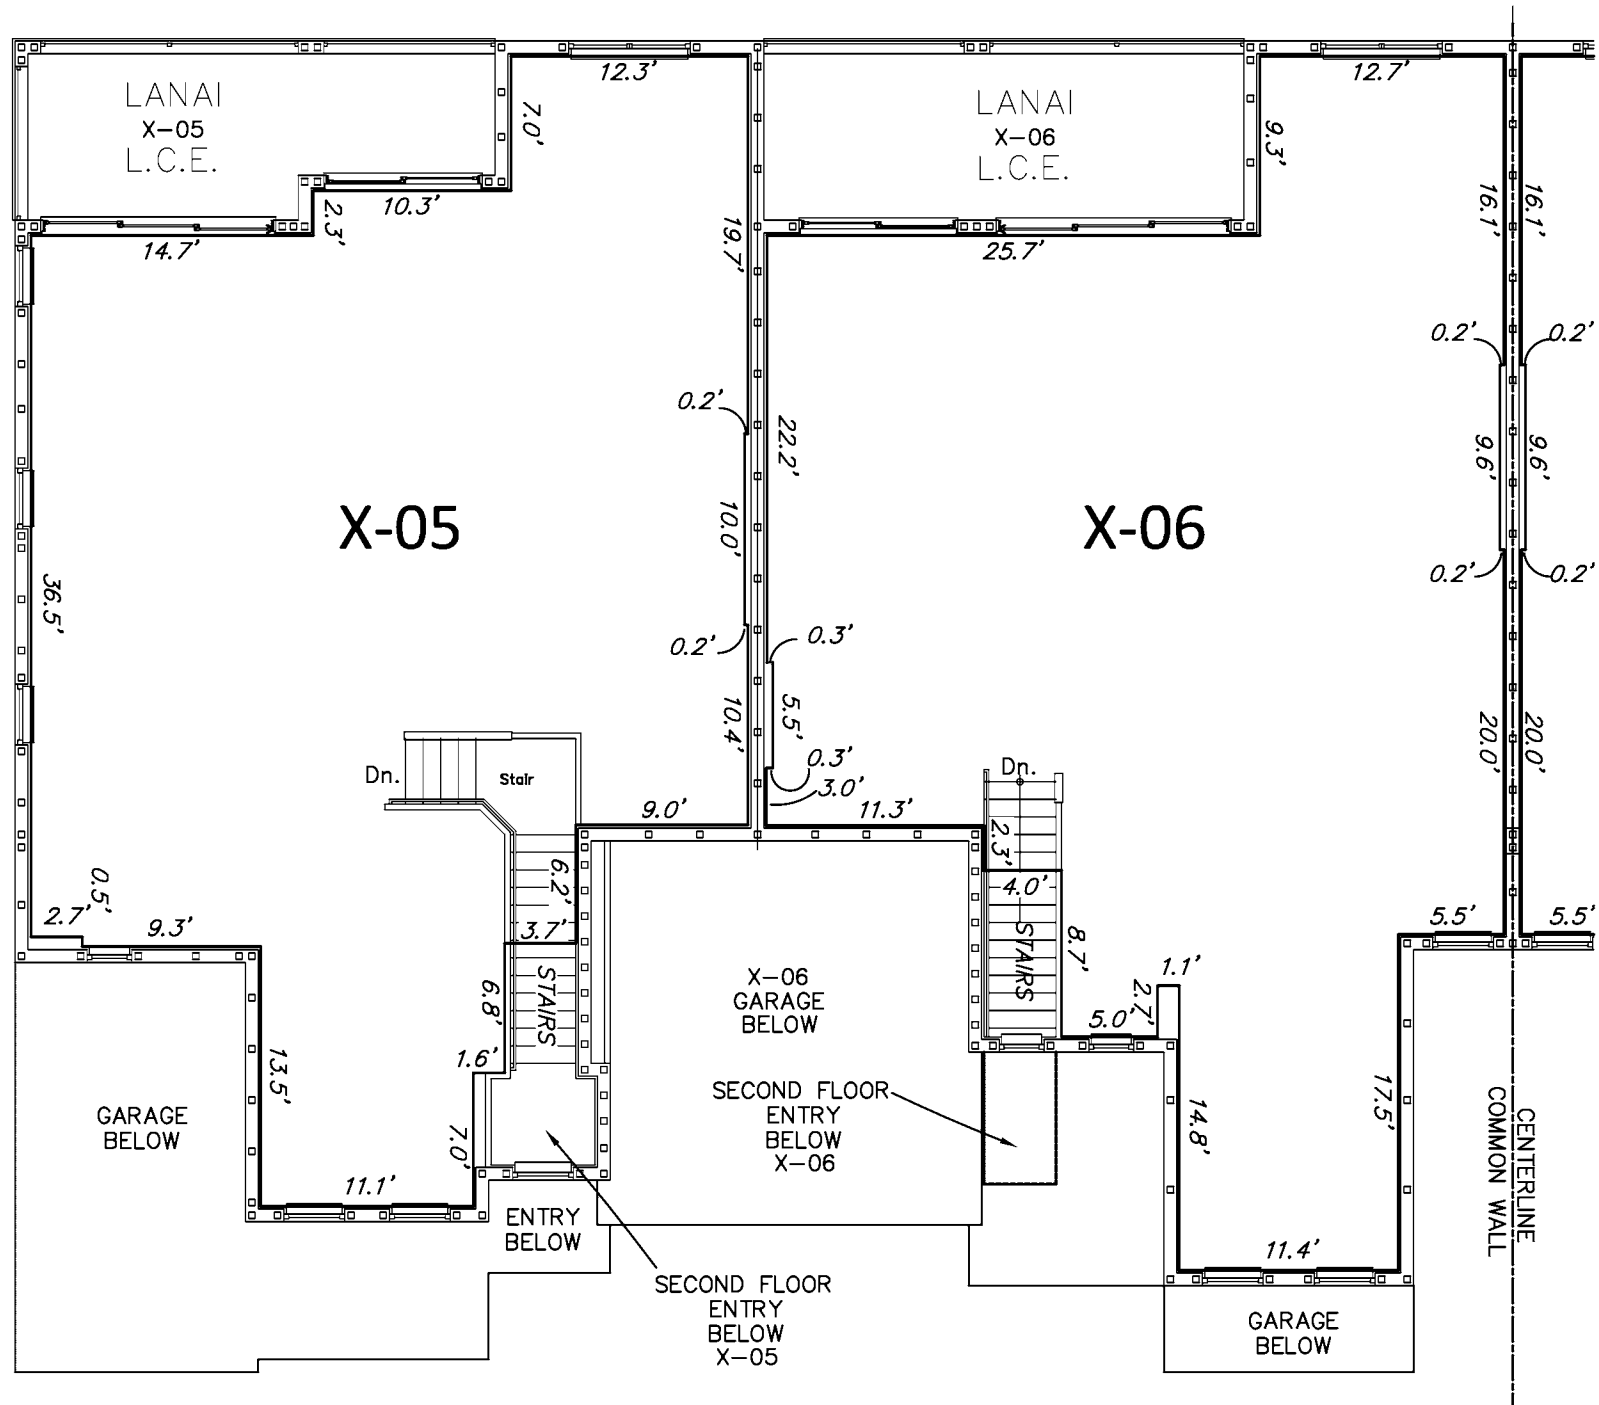 12.3'
12.7'
LANAI
X-05
L.C.E.
7.0'
LANAI
X-06
L.C.E.
9.3'
10.3'
2.3'
14.7'
19.7'
25.7'
16.1'
16.1'
0.2'
0.2'
0.2'
22.2'
9.6'
9.6'
X-05
10.0'
X-06
36.5'
0.2'
0.2'
0.2'
0.3'
10.4'
5.5'
20.0'
20.0'
Dn.
Stair
0.3'
Dn.
3.0'
9.0'
11.3'
2.3'
6.2'
4.0'
0.5'
2.7'
9.3'
3.7'
STAIRS
8.7'
5.5'
5.5'
6.8'
STAIRS
X-06
GARAGE
BELOW
1.1'
2.7'
5.0'
13.5'
1.6'
GARAGE
BELOW
7.0'
SECOND FLOOR
ENTRY
BELOW
X-06
14.8'
17.5'
CENTERLINE
COMMON WALL
11.1'
ENTRY
BELOW
11.4'
SECOND FLOOR
ENTRY
BELOW
X-05
GARAGE
BELOW